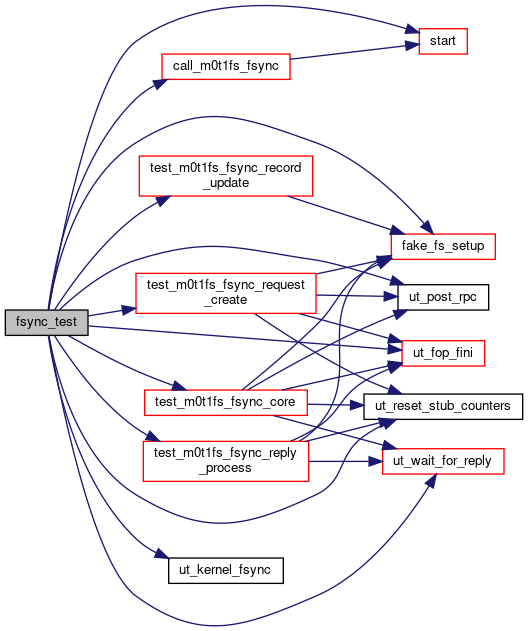 start
call_m0t1fs_fsync
test_m0t1fs_fsync_record
_update
fake_fs_setup
test_m0t1fs_fsync_request
_create
ut_post_rpc
fsync_test
ut_fop_fini
test_m0t1fs_fsync_core
ut_reset_stub_counters
test_m0t1fs_fsync_reply
_process
ut_wait_for_reply
ut_kernel_fsync